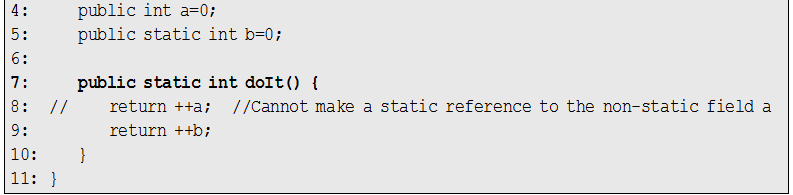 4:     public int a=0;
5:     public static int b=0;
6:
7:     public static int doIt() {
8:  //    return ++a;  //Cannot make a static reference to the non-static field a
9:        return ++b;
10:    }
11: }